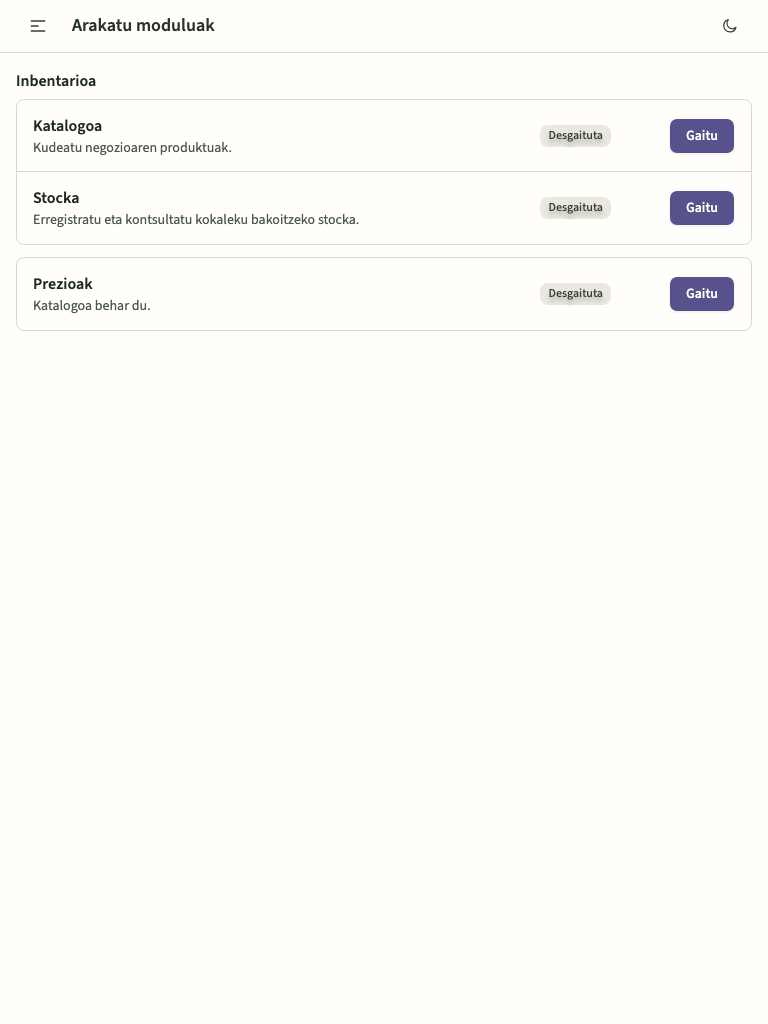 Arakatu moduluak
Inbentarioa
Katalogoa
Kudeatu negozioaren produktuak.
Desgaituta
Gaitu
Stocka
Erregistratu eta kontsultatu kokaleku bakoitzeko stocka.
Desgaituta
Gaitu
Prezioak
Katalogoa behar du.
Desgaituta
Gaitu